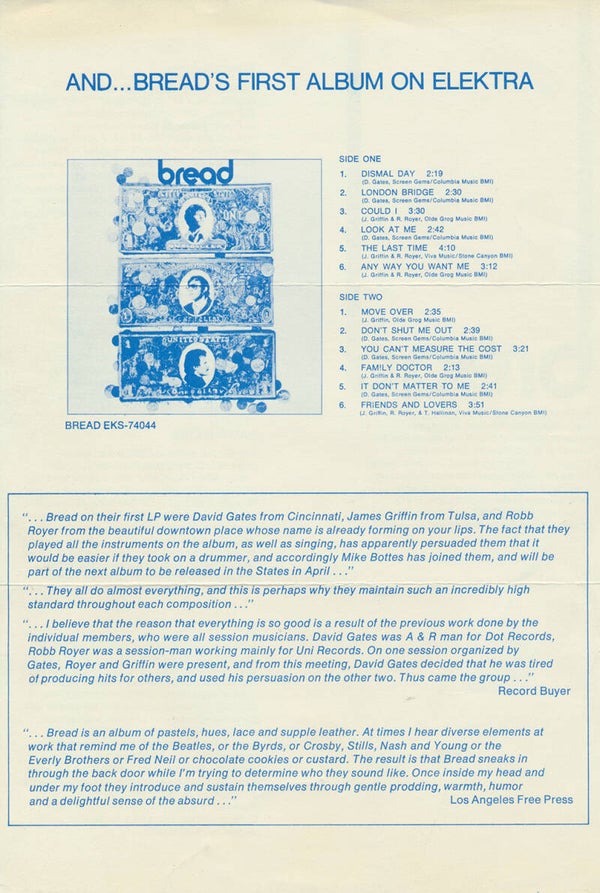 AND...BREAD'S FIRST ALBUM ON ELEKTRA
bread
ONE
UNITED STATES
BREAD EKS-74044
SIDE ONE
1. DISMAL DAY 2:19
(D. Gates, Screen Gems/Columbia Music BMI)
2. LONDON BRIDGE 2:30
(D. Gates, Screen Gems/Columbia Music BMI)
3. COULD I 3:30
(J. Griffin & R. Royer, Olde Grog Music BMI)
4. LOOK AT ME 2:42
(D. Gates, Screen Gems/Columbia Music BMI)
5. THE LAST TIME 4:10
(J. Griffin & R. Royer, Viva Music/Stone Canyon BMI)
6. ANY WAY YOU WANT ME 3:12
(J. Griffin & R. Royer, Olde Grog Music BMI)
SIDE TWO
1. MOVE OVER 2:35
(J. Griffin, Olde Grog Music BMI)
2. DON'T SHUT ME OUT 2:39
(D. Gates, Screen Gems/Columbia Music BMI)
3. YOU CAN'T MEASURE THE COST 3:21
(D. Gates, Screen Gems/Columbia Music BMI)
4. FAMILY DOCTOR 2:13
(J. Griffin & R. Royer, Olde Grog Music BMI)
5. IT DON'T MATTER TO ME 2:41
(D. Gates, Screen Gems/Columbia Music BMI)
6. FRIENDS AND LOVERS 3:51
(J. Griffin, R. Royer, & T. Hallinan, Viva Music/Stone Canyon BMI)
"...Bread on their first LP were David Gates from Cincinnati, James Griffin from Tulsa, and Robb
Royer from the beautiful downtown place whose name is already forming on your lips. The fact that they
played all the instruments on the album, as well as singing, has apparently persuaded them that it
would be easier if they took on a drummer, and accordingly Mike Bottes has joined them, and will be
part of the next album to be released in the States in April ..."
"...They all do almost everything, and this is perhaps why they maintain such an incredibly high
standard throughout each composition ..."
"...I believe that the reason that everything is so good is a result of the previous work done by the
individual members, who were all session musicians. David Gates was A & R man for Dot Records,
Robb Royer was a session-man working mainly for Uni Records. On one session organized by
Gates, Royer and Griffin were present, and from this meeting, David Gates decided that he was tired
of producing hits for others, and used his persuasion on the other two. Thus came the group ..."
Record Buyer
"...Bread is an album of pastels, hues, lace and supple leather. At times I hear diverse elements at
work that remind me of the Beatles, or the Byrds, or Crosby, Stills, Nash and Young or the
Everly Brothers or Fred Neil or chocolate cookies or custard. The result is that Bread sneaks in
through the back door while I'm trying to determine who they sound like. Once inside my head and
under my foot they introduce and sustain themselves through gentle prodding, warmth, humor
and a delightful sense of the absurd ..." Los Angeles Free Press